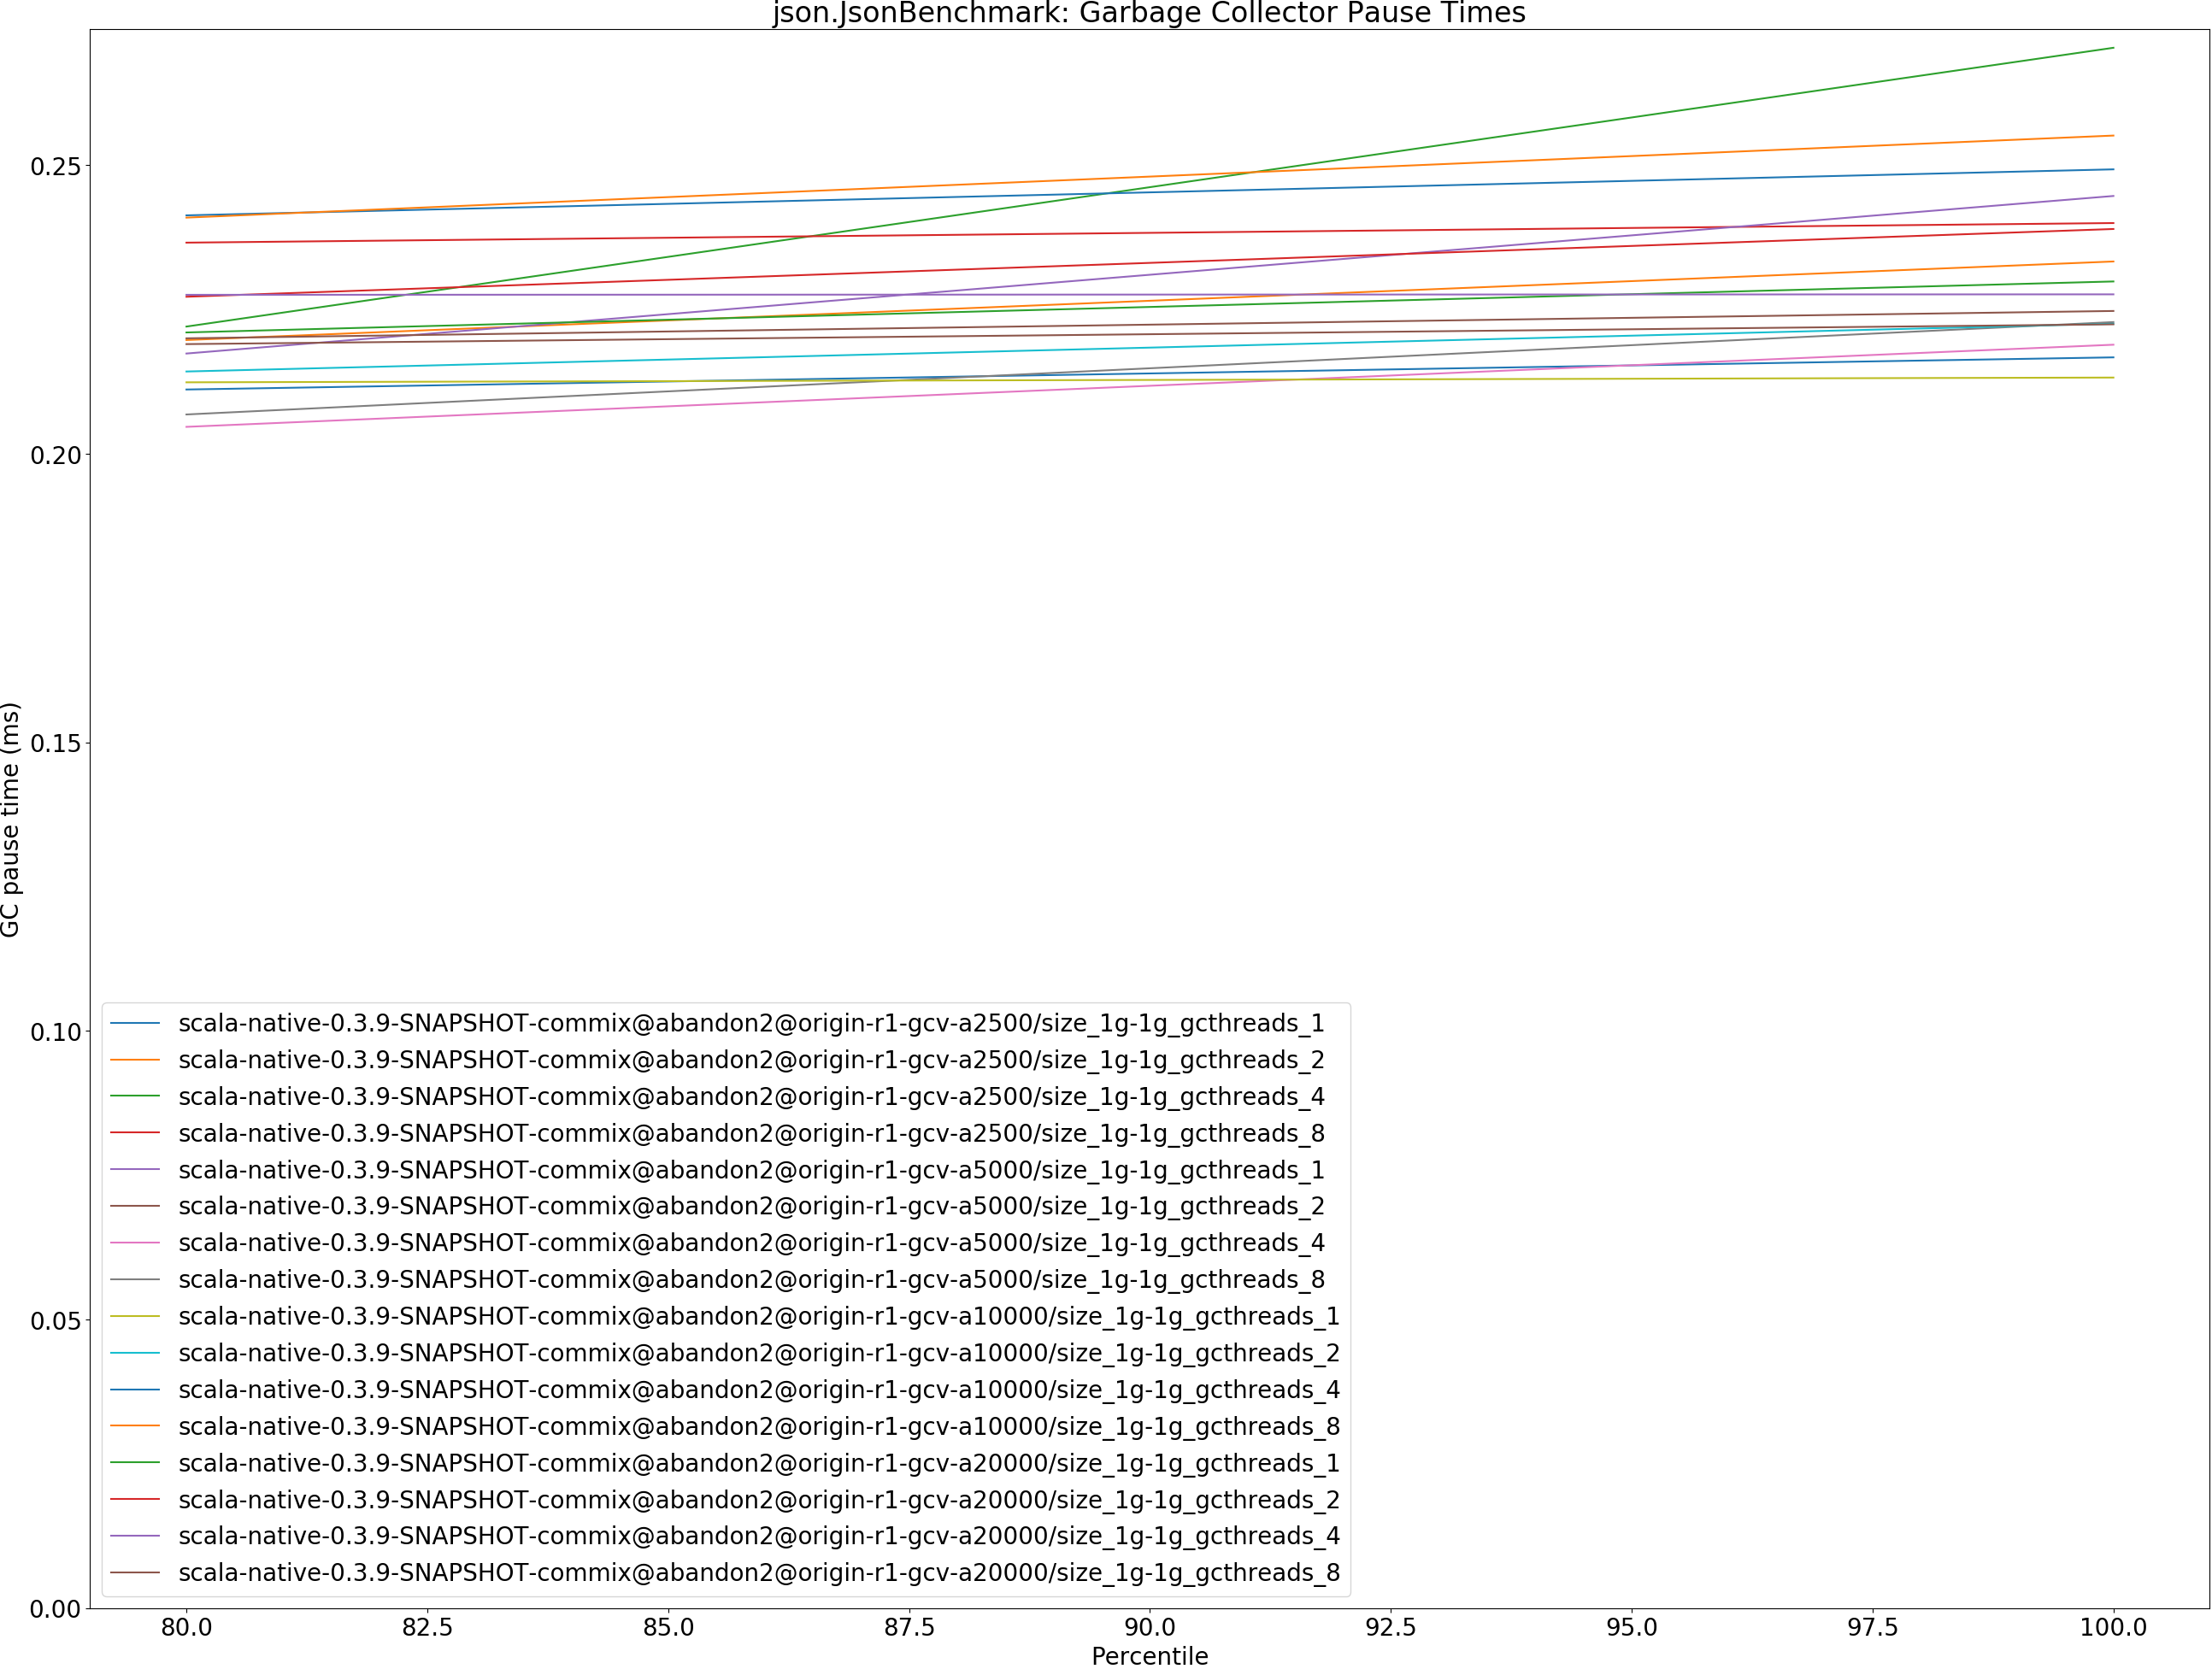 json.JsonBenchmark: Garbage Collector Pause Times
GC pause time (ms)
0.25
0.20
0.15
0.10
0.05
0.00
scala-native-0.3.9-SNAPSHOT-commix@abandon2@origin-r1-gcv-a2500/size_1g-1g_gcthreads_1
scala-native-0.3.9-SNAPSHOT-commix@abandon2@origin-r1-gcv-a2500/size_1g-1g_gcthreads_2
scala-native-0.3.9-SNAPSHOT-commix@abandon2@origin-r1-gcv-a2500/size_1g-1g_gcthreads_4
scala-native-0.3.9-SNAPSHOT-commix@abandon2@origin-r1-gcv-a2500/size_1g-1g_gcthreads_8
scala-native-0.3.9-SNAPSHOT-commix@abandon2@origin-r1-gcv-a5000/size_1g-1g_gcthreads_1
scala-native-0.3.9-SNAPSHOT-commix@abandon2@origin-r1-gcv-a5000/size_1g-1g_gcthreads_2
scala-native-0.3.9-SNAPSHOT-commix@abandon2@origin-r1-gcv-a5000/size_1g-1g_gcthreads_4
scala-native-0.3.9-SNAPSHOT-commix@abandon2@origin-r1-gcv-a5000/size_1g-1g_gcthreads_8
scala-native-0.3.9-SNAPSHOT-commix@abandon2@origin-r1-gcv-a10000/size_1g-1g_gcthreads_1
scala-native-0.3.9-SNAPSHOT-commix@abandon2@origin-r1-gcv-a10000/size_1g-1g_gcthreads_2
scala-native-0.3.9-SNAPSHOT-commix@abandon2@origin-r1-gcv-a10000/size_1g-1g_gcthreads_4
scala-native-0.3.9-SNAPSHOT-commix@abandon2@origin-r1-gcv-a10000/size_1g-1g_gcthreads_8
scala-native-0.3.9-SNAPSHOT-commix@abandon2@origin-r1-gcv-a20000/size_1g-1g_gcthreads_1
scala-native-0.3.9-SNAPSHOT-commix@abandon2@origin-r1-gcv-a20000/size_1g-1g_gcthreads_2
scala-native-0.3.9-SNAPSHOT-commix@abandon2@origin-r1-gcv-a20000/size_1g-1g_gcthreads_4
scala-native-0.3.9-SNAPSHOT-commix@abandon2@origin-r1-gcv-a20000/size_1g-1g_gcthreads_8
80.0 82.5 85.0 87.5 90.0 92.5 95.0 97.5 100.0
Percentile